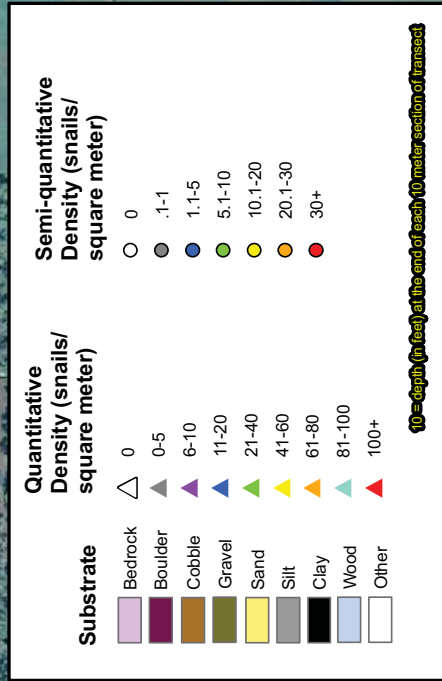 Substrate
Bedrock
Boulder
Cobble
Gravel
Sand
Silt
Clay
Wood
Other
Quantitative
Density (snails/
square meter)
0
0-5
6-10
11-20
21-40
41-60
61-80
81-100
100+
Semi-quantitative
Density (snails/
square meter)
0
.1-1
1.1-5
5.1-10
10.1-20
20.1-30
30+
10 = depth (in feet) at the end of each 10 meter section of transect